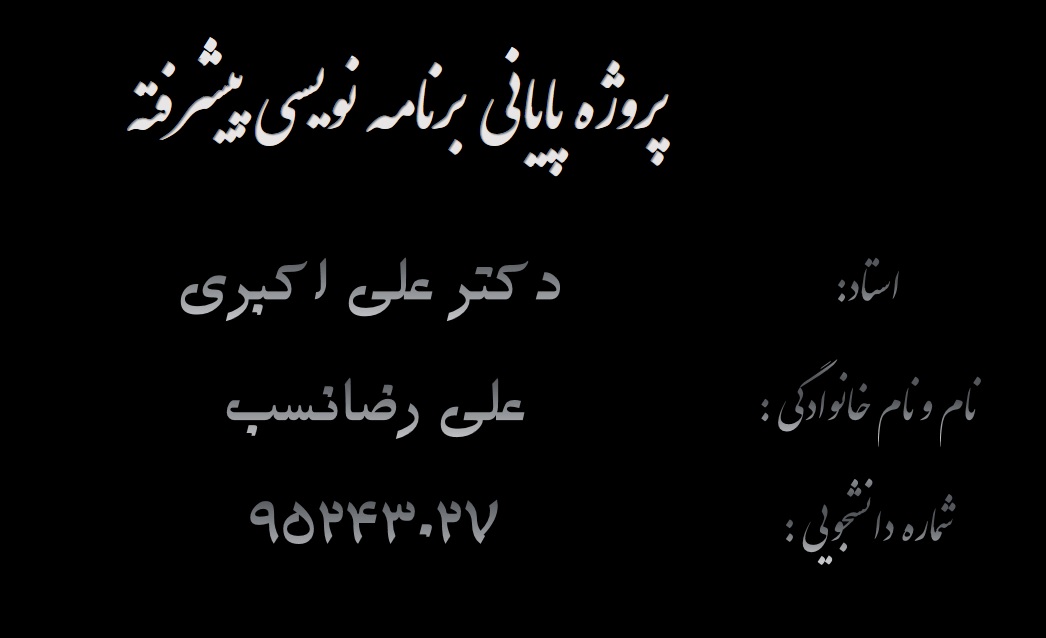 پروژه پایانی برنامه نویسی پیشرفته
استاد: دکتر علی اکبری
نام و نام خانوادگی : علی رضانسب
شماره دانشجویی : ۹۵۲۴۳۰۲۷